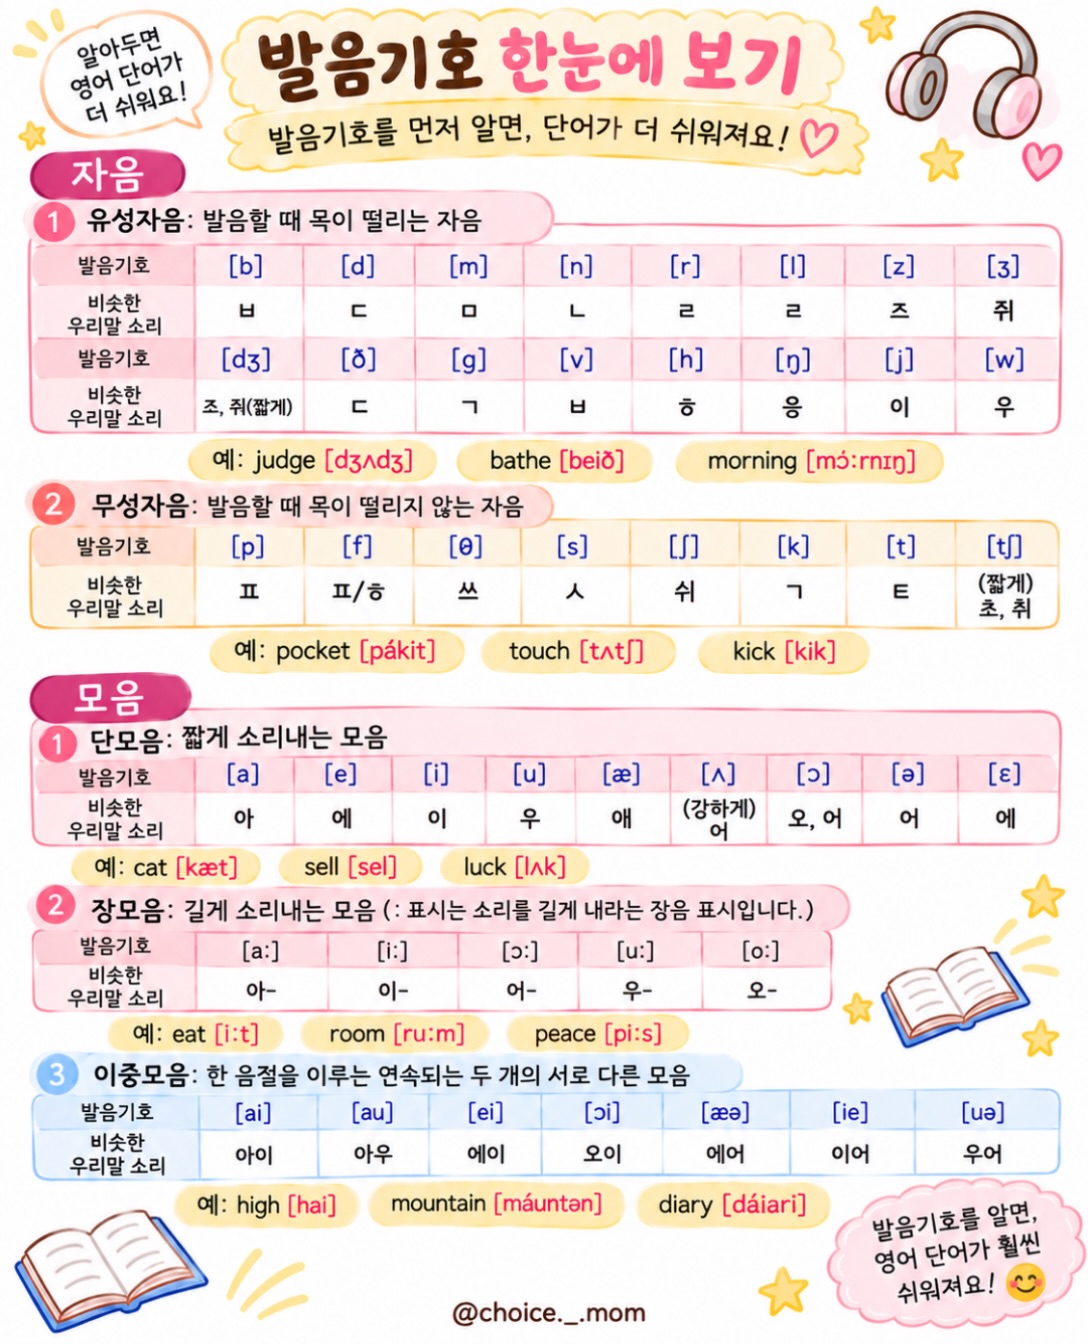 알아두면
영어 단어가
더 쉬워요!
발음기호 한눈에 보기
발음기호를 먼저 알면, 단어가 더 쉬워져요!
자음
1 유성자음: 발음할 때 목이 떨리는 자음
발음기호 [b] [d] [m] [n] [r] [l] [z] [ʒ]
비슷한 우리말 소리 ㅂ ㄷ ㅁ ㄴ ㄹ ㄹ ㅈ 쥐
발음기호 [dʒ] [ð] [g] [v] [h] [ŋ] [j] [w]
비슷한 우리말 소리 조, 쥐(짧게) ㄷ ㄱ ㅂ ㅎ 응 이 우
예: judge [dʒʌdʒ] bathe [beið] morning [mɔ́:rnɪŋ]
2 무성자음: 발음할 때 목이 떨리지 않는 자음
발음기호 [p] [f] [θ] [s] [ʃ] [k] [t] [tʃ]
비슷한 우리말 소리 ㅍ ㅍ/ㅎ 쓰 ㅅ 쉬 ㄱ ㅌ (짧게) 초, 취
예: pocket [pákit] touch [tʌtʃ] kick [kik]
모음
1 단모음: 짧게 소리내는 모음
발음기호 [a] [e] [i] [u] [æ] [ʌ] [ɔ] [ə] [ɛ]
비슷한 우리말 소리 아 에 이 우 애 (강하게) 어 오, 어 어 에
예: cat [kæt] sell [sel] luck [lʌk]
2 장모음: 길게 소리내는 모음 (: 표시는 소리를 길게 내라는 장음 표시입니다.)
발음기호 [a:] [i:] [ɔ:] [u:] [o:]
비슷한 우리말 소리 아- 이- 어- 우- 오-
예: eat [i:t] room [ru:m] peace [pi:s]
3 이중모음: 한 음절을 이루는 연속되는 두 개의 서로 다른 모음
발음기호 [ai] [au] [ei] [ɔi] [æə] [ie] [uə]
비슷한 우리말 소리 아이 아우 에이 오이 에어 이어 우어
예: high [hai] mountain [máuntən] diary [dáiari]
발음기호를 알면,
영어 단어가 훨씬
쉬워져요!
@choice._.mom